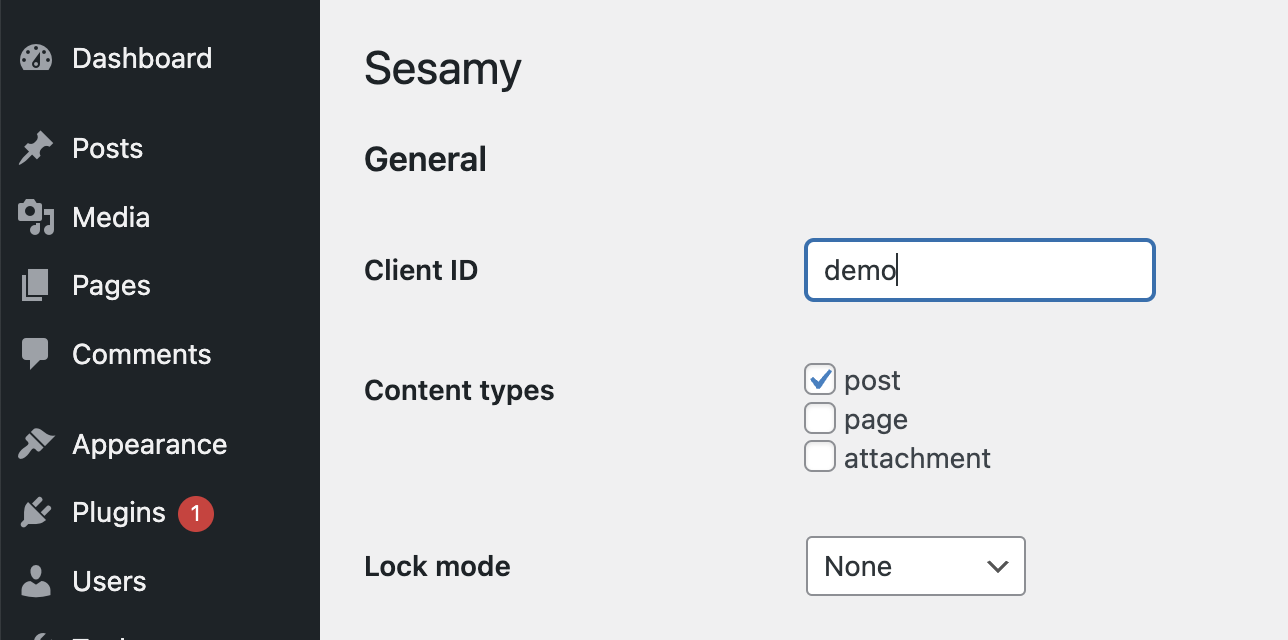 Dashboard
Posts
Media
Pages
Comments
Appearance
Plugins 1
Users
Sesamy
General
Client ID
demo
Content types
post
page
attachment
Lock mode
None